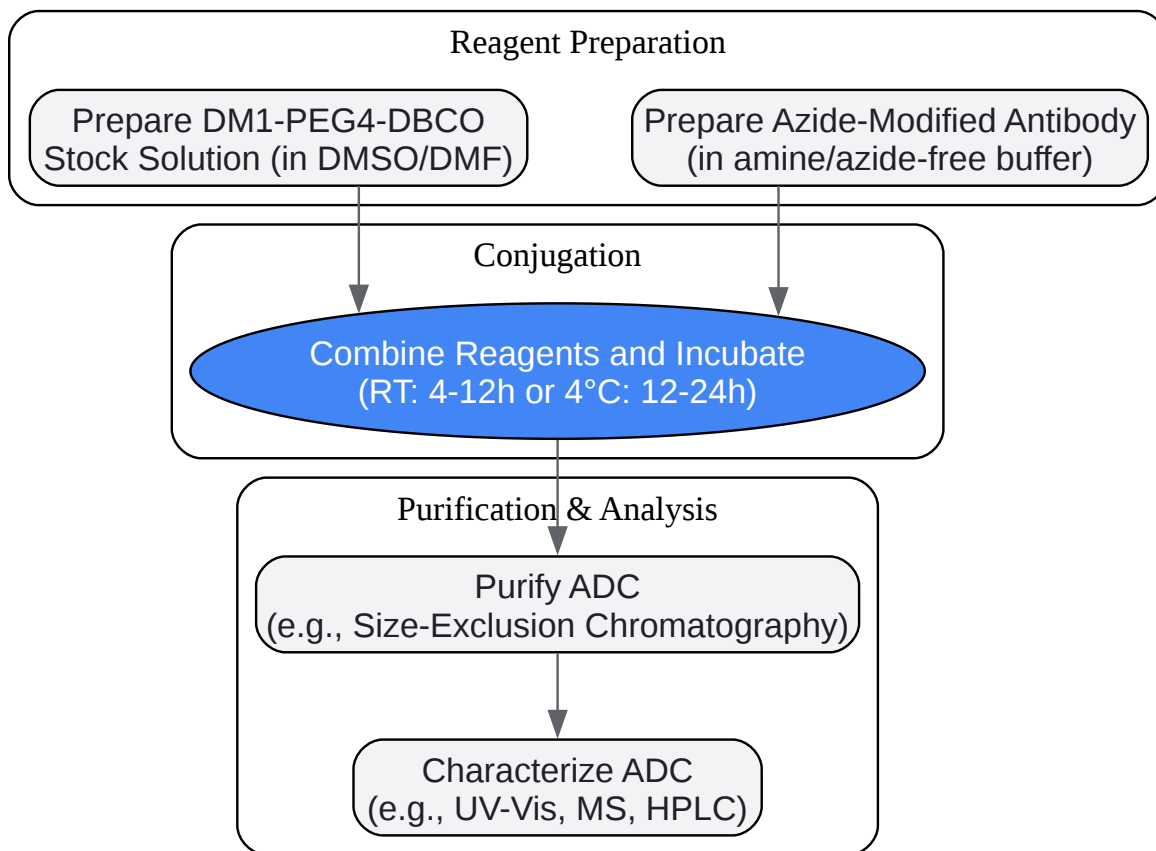 Reagent Preparation
Prepare DM1-PEG4-DBCO
Stock Solution (in DMSO/DMF)
Prepare Azide-Modified Antibody
(in amine/azide-free buffer)
Conjugation
Combine Reagents and Incubate
(RT: 4-12h or 4°C: 12-24h)
Purification & Analysis
Purify ADC
(e.g., Size-Exclusion Chromatography)
Characterize ADC
(e.g., UV-Vis, MS, HPLC)